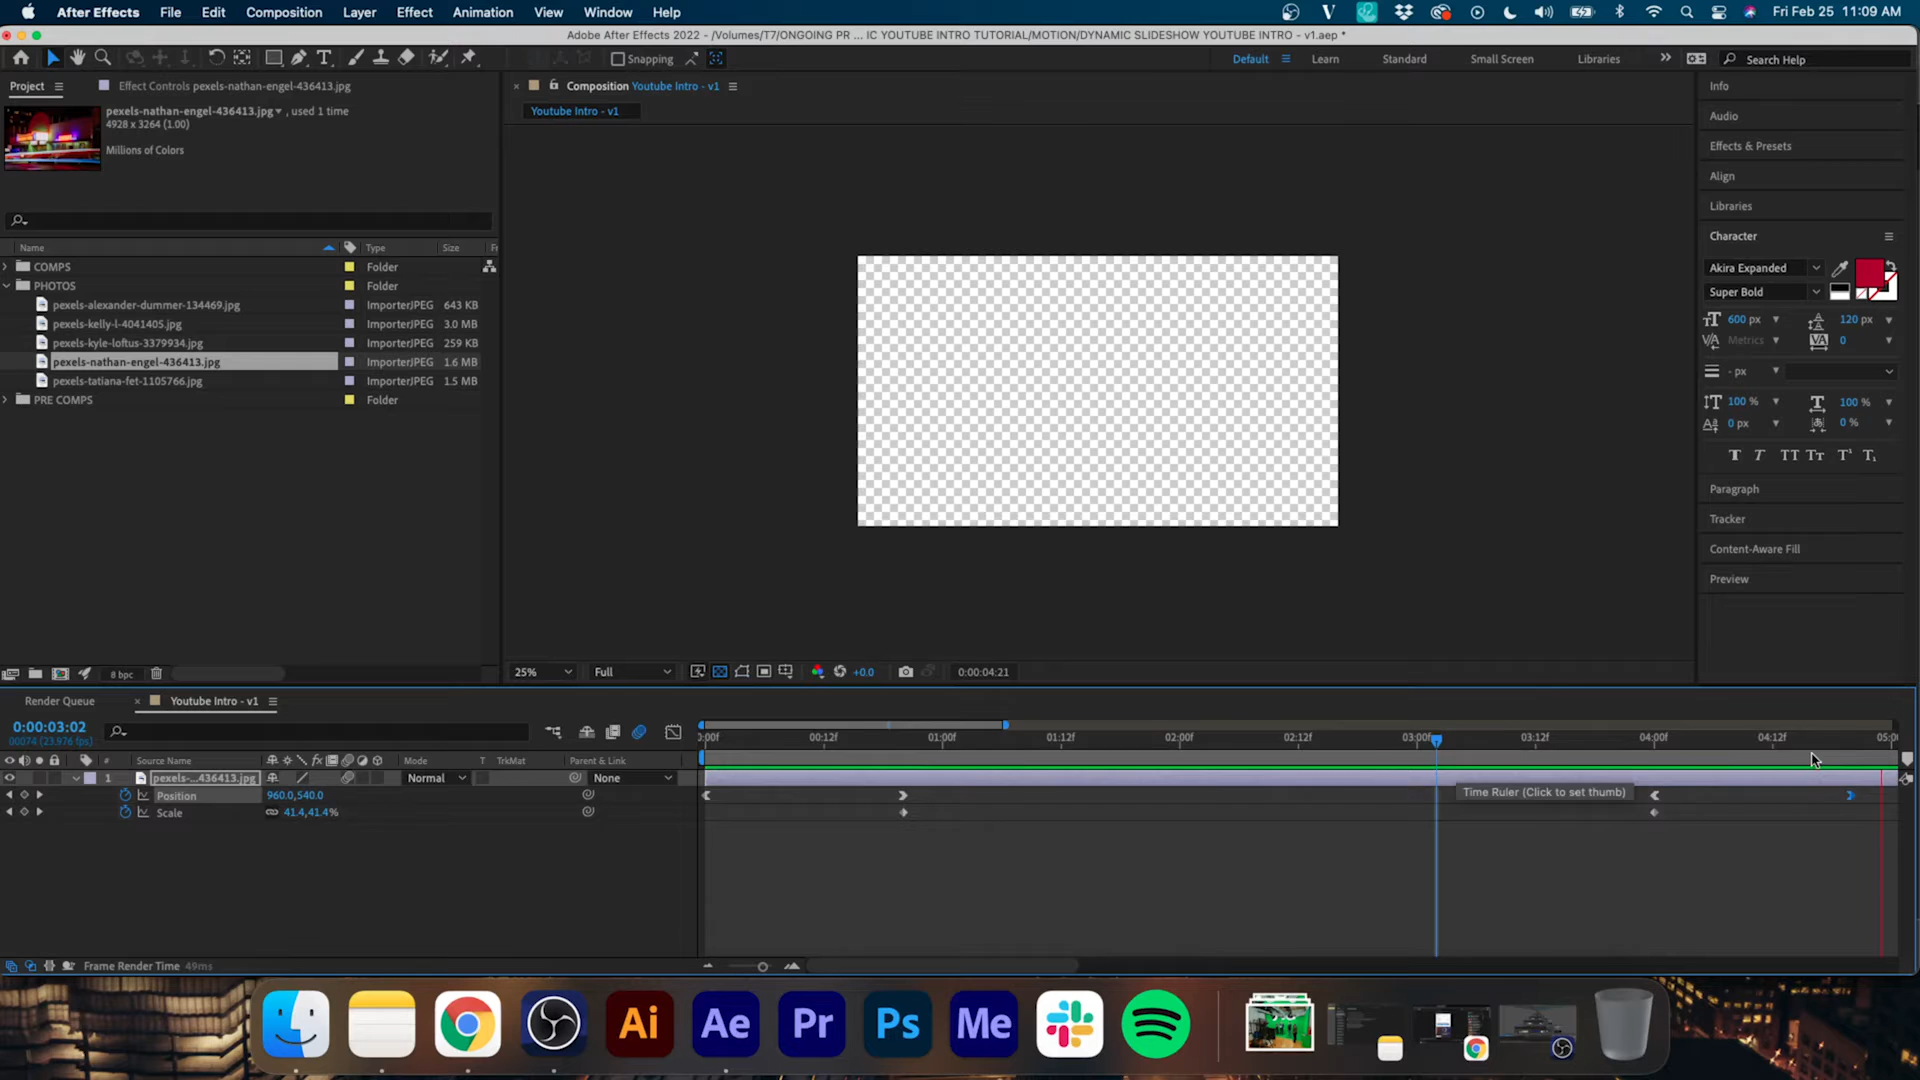 After Effects File Edit Composition Layer Effect Animation View Window Help Fri Feb 25 11:09 AM
Adobe After Effects 2022 - /Volumes/T7/ONGOING PR ... IC YOUTUBE INTRO TUTORIAL/MOTION/DYNAMIC SLIDESHOW YOUTUBE INTRO - v1.aep *
Snapping Default Learn Standard Small Screen Libraries Search Help
Project Effect Controls pexels-nathan-engel-436413.jpg Composition Youtube Intro - v1 Info
pexels-nathan-engel-436413.jpg , used 1 time Youtube Intro - v1 Audio
4928 x 3264 (1.00)
Millions of Colors Effects & Presets
Align
Libraries
Character
Name Type Size Fr
COMPS Folder Akira Expanded
PHOTOS Folder Super Bold
pexels-alexander-dummer-134469.jpg ImporterJPEG 643 KB
pexels-kelly-l-4041405.jpg ImporterJPEG 3.0 MB 600 px 120 px
pexels-kyle-loftus-3379934.jpg ImporterJPEG 259 KB Metrics 0
pexels-nathan-engel-436413.jpg ImporterJPEG 1.6 MB - px
pexels-tatiana-fet-1105766.jpg ImporterJPEG 1.5 MB
PRE COMPS Folder 100 % 100 %
0 px 0 %
T T TT Tт T¹ T₁
Paragraph
Tracker
Content-Aware Fill
Preview
8 bpc 25% Full +0.0 0:00:04:21
Render Queue Youtube Intro - v1
0:00:03:02
00074 (23.976 fps) :00f 00:12f 01:00f 01:12f 02:00f 02:12f 03:00f 03:12f 04:00f 04:12f 05:00
# Source Name Mode T TrkMat Parent & Link
1 pexels-...436413.jpg Normal None
Position 960.0,540.0 Time Ruler (Click to set thumb)
Scale 41.4,41.4%
Frame Render Time 49ms
Ai Ae Pr Ps Me